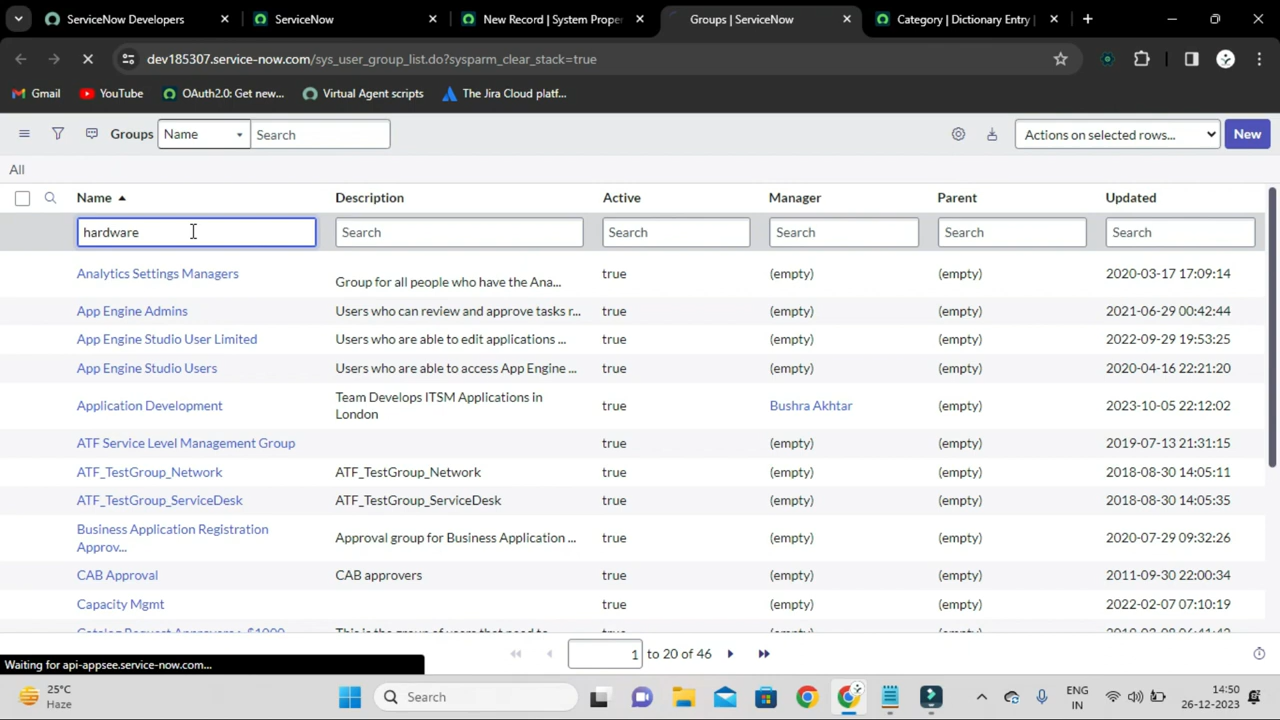 ServiceNow Developers
ServiceNow
New Record | System Prope
Groups | ServiceNow
Category | Dictionary Entry
dev185307.service-now.com/sys_user_group_list.do?sysparm_clear_stack=true
Gmail
YouTube
OAuth2.0: Get new...
Virtual Agent scripts
The Jira Cloud platf...
Groups
Name
Search
Actions on selected rows...
New
All
Name
Description
Active
Manager
Parent
Updated
hardware
Search
Search
Search
Search
Search
Analytics Settings Managers
Group for all people who have the Ana...
true
(empty)
(empty)
2020-03-17 17:09:14
App Engine Admins
Users who can review and approve tasks r...
true
(empty)
(empty)
2021-06-29 00:42:44
App Engine Studio User Limited
Users who are able to edit applications ...
true
(empty)
(empty)
2022-09-29 19:53:25
App Engine Studio Users
Users who are able to access App Engine ...
true
(empty)
(empty)
2020-04-16 22:21:20
Application Development
Team Develops ITSM Applications in
London
true
Bushra Akhtar
(empty)
2023-10-05 22:12:02
ATF Service Level Management Group
true
(empty)
(empty)
2019-07-13 21:31:15
ATF_TestGroup_Network
ATF_TestGroup_Network
true
(empty)
(empty)
2018-08-30 14:05:11
ATF_TestGroup_ServiceDesk
ATF_TestGroup_ServiceDesk
true
(empty)
(empty)
2018-08-30 14:05:35
Business Application Registration
Approv...
Approval group for Business Application ...
true
(empty)
(empty)
2020-07-29 09:32:26
CAB Approval
CAB approvers
true
(empty)
(empty)
2011-09-30 22:00:34
Capacity Mgmt
true
(empty)
(empty)
2022-02-07 07:10:19
1
to 20 of 46
Waiting for api-appsee.service-now.com...
25°C
Haze
Search
ENG
IN
14:50
26-12-2023